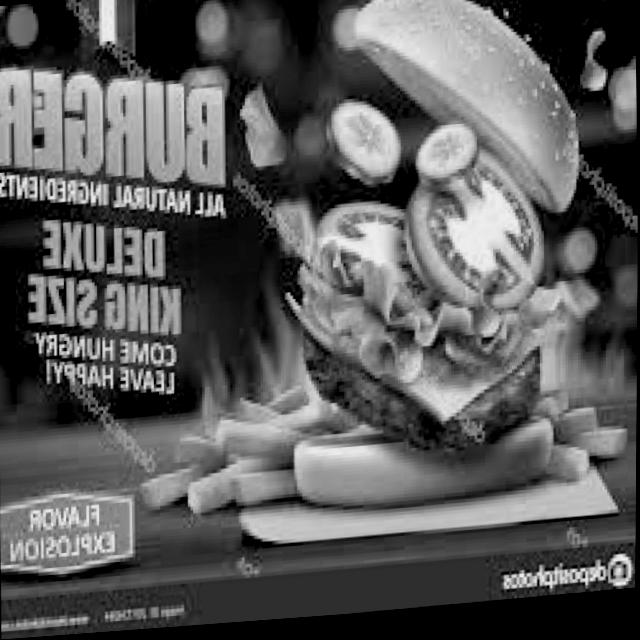 BURGER
ALL NATURAL INGREDIENTS
DELUXE
KING SIZE
COME HUNGRY
LEAVE HAPPY!
FLAVOR
EXPLOSION
depositphotos